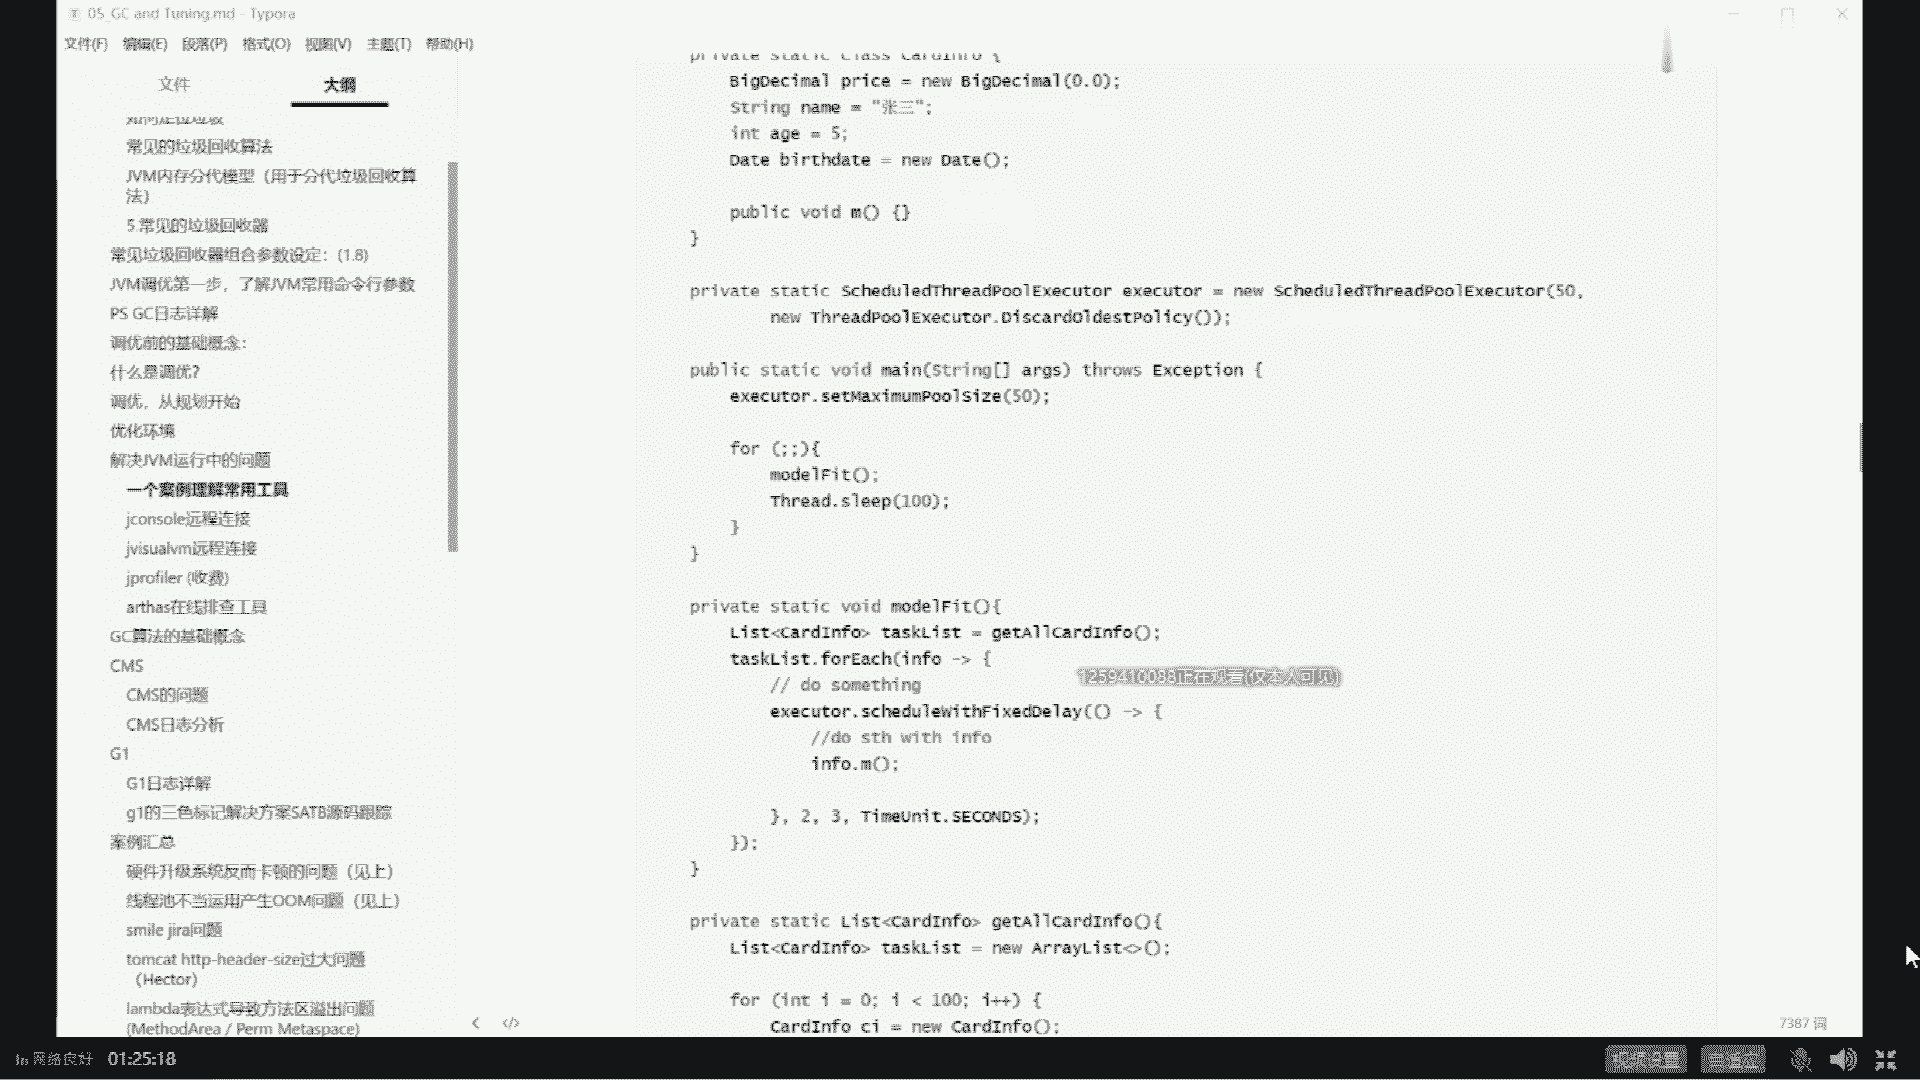 05_GC and Tuning.md - Typora
文件(F) 编辑(E) 段落(P) 格式(O) 视图(V) 主题(T) 帮助(H)
文件 大纲
常见的垃圾回收算法
JVM内存分代模型（用于分代垃圾回收算
法）
5.常见的垃圾回收器
常见垃圾回收器组合参数设定：(1.8)
JVM调优第一步，了解JVM常用命令行参数
PS GC日志详解
调优前的基础概念：
什么是调优？
调优，从规划开始
优化环境
解决JVM运行中的问题
一个案例理解常用工具
jconsole远程连接
jvisualvm远程连接
jprofiler (收费)
arthas在线排查工具
GC算法的基础概念
CMS
CMS的问题
CMS日志分析
G1
G1日志详解
g1的三色标记解决方案SATB源码跟踪
案例汇总
硬件升级系统反而卡顿的问题（见上）
线程池不当运用产生OOM问题（见上）
smile jira问题
tomcat http-header-size过大问题
（Hector）
lambda表达式导致方法区溢出问题
(MethodArea / Perm Metaspace)
private static class CardInfo {
BigDecimal price = new BigDecimal(0.0);
String name = "张三";
int age = 5;
Date birthdate = new Date();
public void m() {}
}
private static ScheduledThreadPoolExecutor executor = new ScheduledThreadPoolExecutor(50,
new ThreadPoolExecutor.DiscardOldestPolicy());
public static void main(String[] args) throws Exception {
executor.setMaximumPoolSize(50);
for (;;){
modelFit();
Thread.sleep(100);
}
}
private static void modelFit(){
List<CardInfo> taskList = getAllCardInfo();
taskList.forEach(info -> {
// do something
executor.scheduleWithFixedDelay(() -> {
//do sth with info
info.m();
}, 2, 3, TimeUnit.SECONDS);
});
}
private static List<CardInfo> getAllCardInfo(){
List<CardInfo> taskList = new ArrayList<>();
for (int i = 0; i < 100; i++) {
CardInfo ci = new CardInfo();
1259410088正在观看(仅本人可见)
7387 词
网络良好 01:25:18